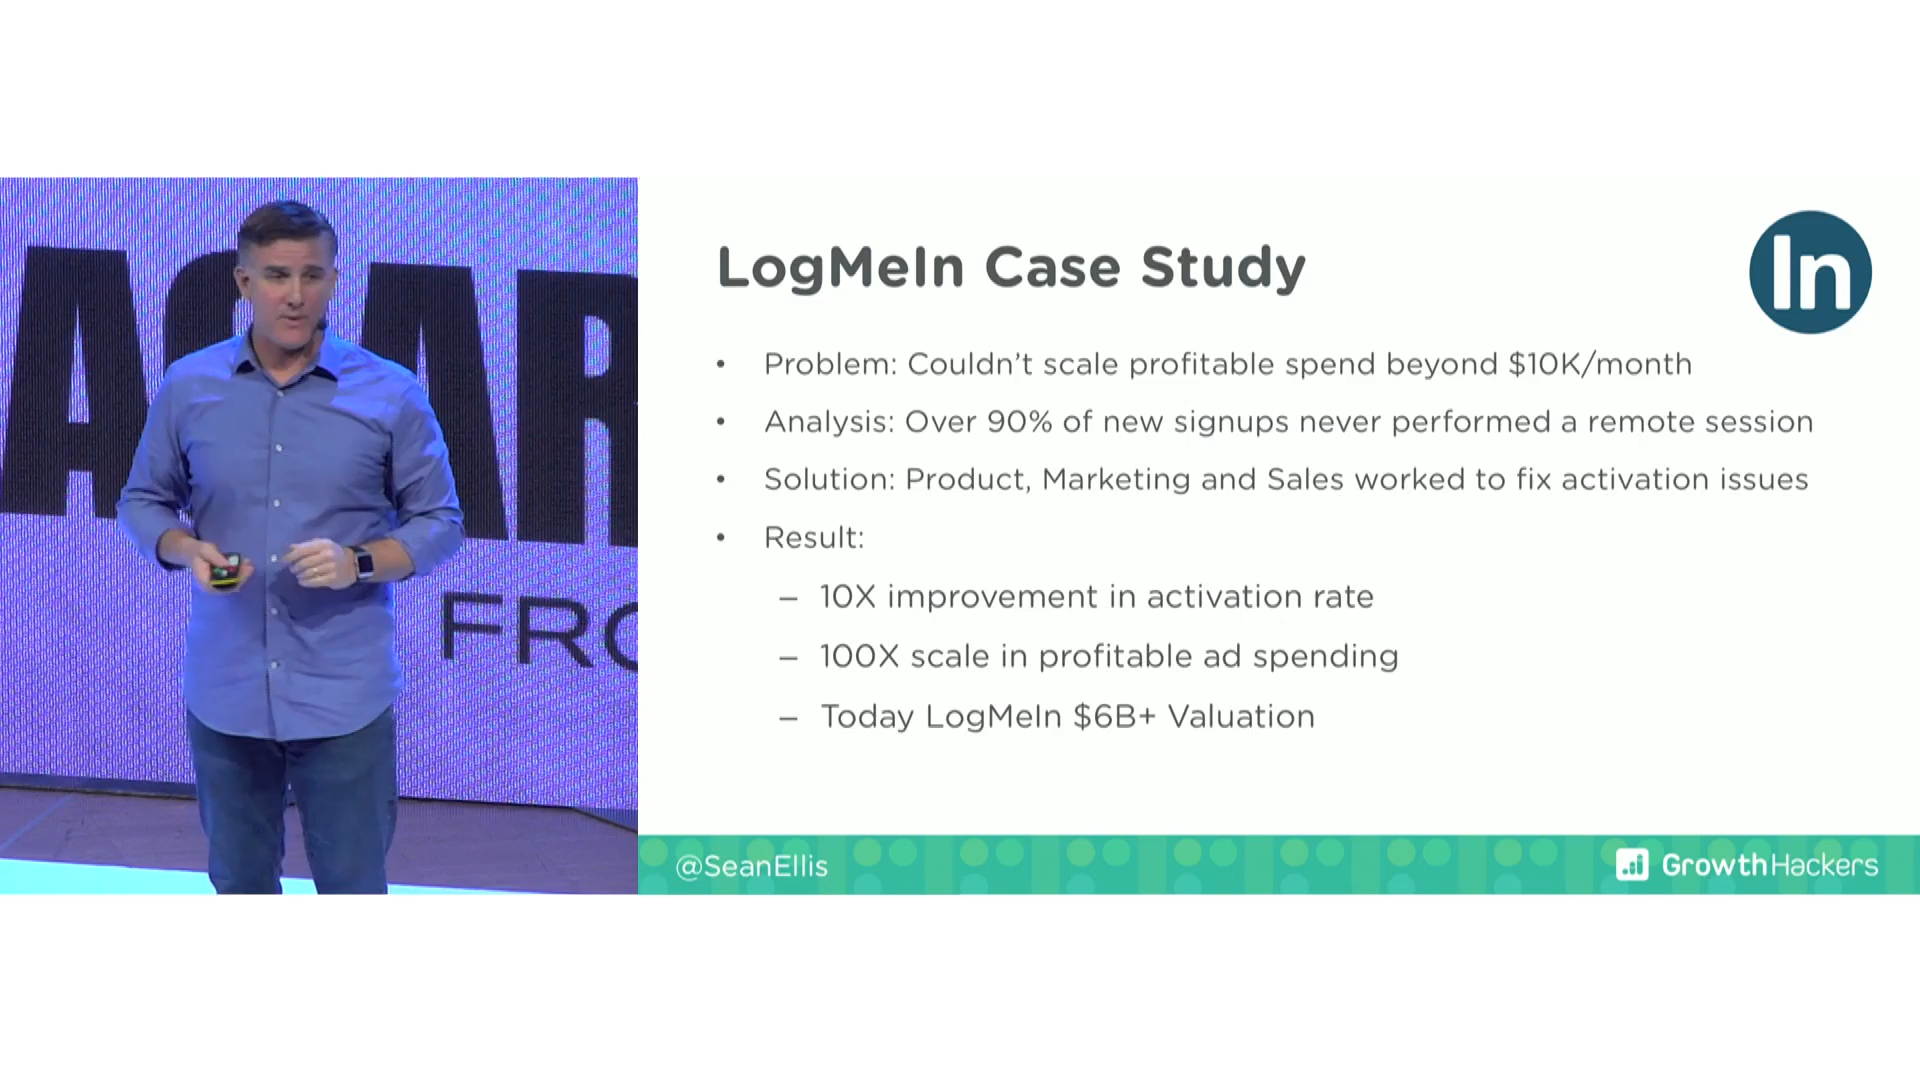 LogMeIn Case Study
In
• Problem: Couldn’t scale profitable spend beyond $10K/month
• Analysis: Over 90% of new signups never performed a remote session
• Solution: Product, Marketing and Sales worked to fix activation issues
• Result:
– 10X improvement in activation rate
– 100X scale in profitable ad spending
– Today LogMeIn $6B+ Valuation
@SeanEllis
GrowthHackers
FRO